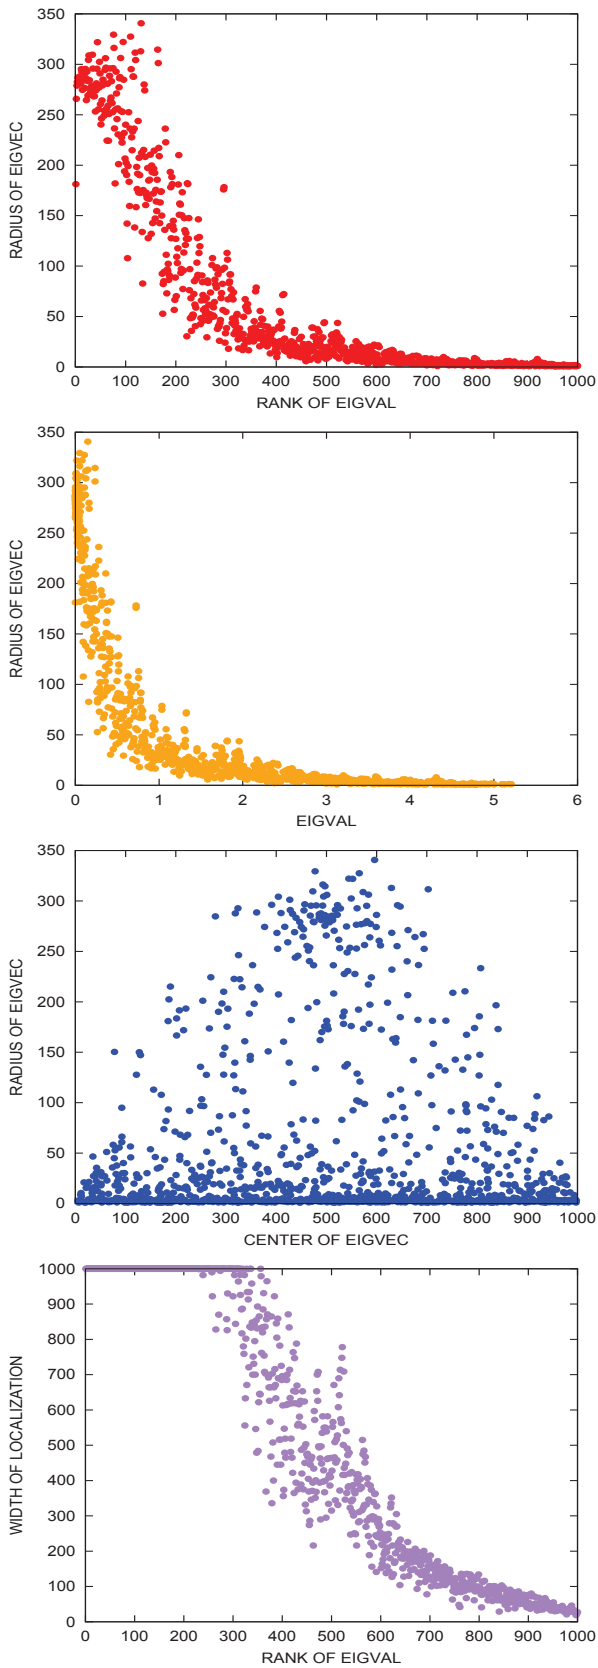 350
300
250
200
150
100
50
0
RADIUS OF EIGVEC
0 100 200 300 400 500 600 700 800 900 1000
RANK OF EIGVAL
350
300
250
200
150
100
50
0
RADIUS OF EIGVEC
0 1 2 3 4 5 6
EIGVAL
350
300
250
200
150
100
50
0
RADIUS OF EIGVEC
0 100 200 300 400 500 600 700 800 900 1000
CENTER OF EIGVEC
1000
900
800
700
600
500
400
300
200
100
0
WIDTH OF LOCALIZATION
0 100 200 300 400 500 600 700 800 900 1000
RANK OF EIGVAL